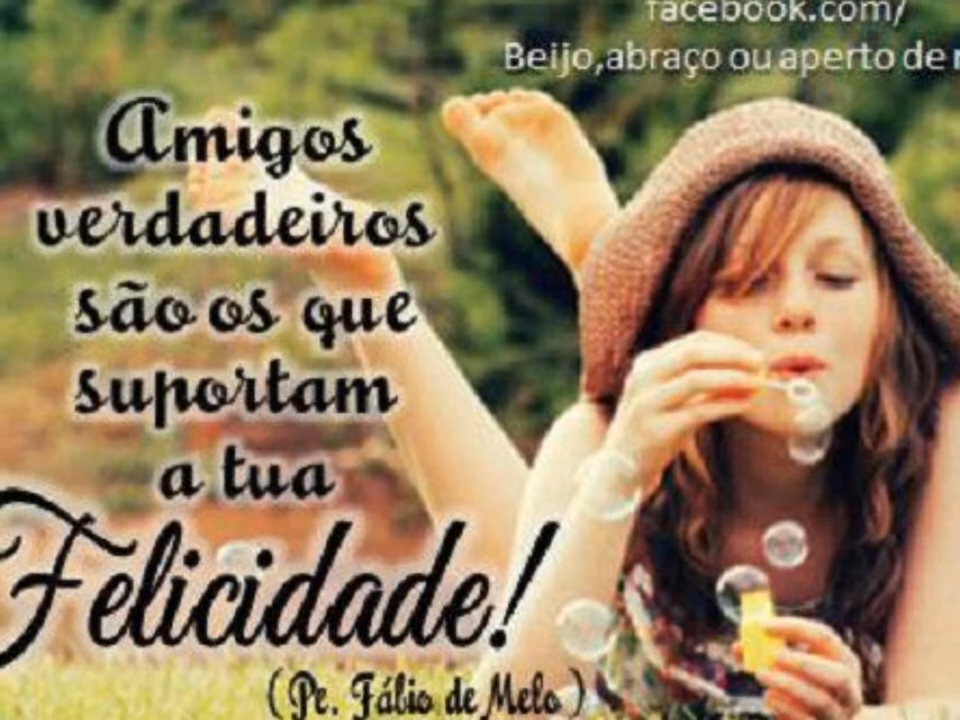 facebook.com/
Beijo,abraço ou aperto de
Amigos
verdadeiros
são os que
suportam
a tua
Felicidade!
(Pe. Fábio de Melo)